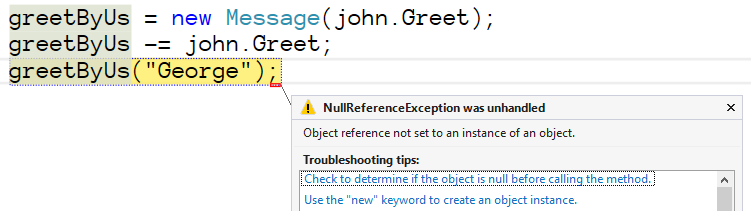 greetByUs = new Message(john.Greet);
greetByUs -= john.Greet;
greetByUs("George");
NullReferenceException was unhandled
Object reference not set to an instance of an object.
Troubleshooting tips:
Check to determine if the object is null before calling the method.
Use the "new" keyword to create an object instance.